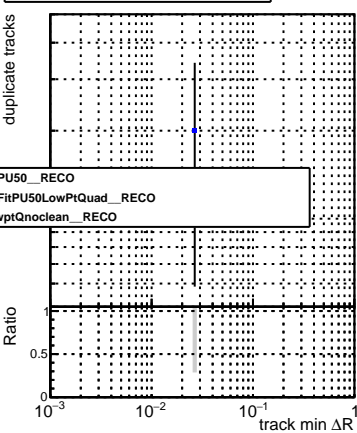 duplicate tracks
PU50__RECO
FitPU50LowPtQuad__RECO
wptQnoclean__RECO
Ratio
1
0.5
0
10−3
10−2
10−1
1
track min ΔR